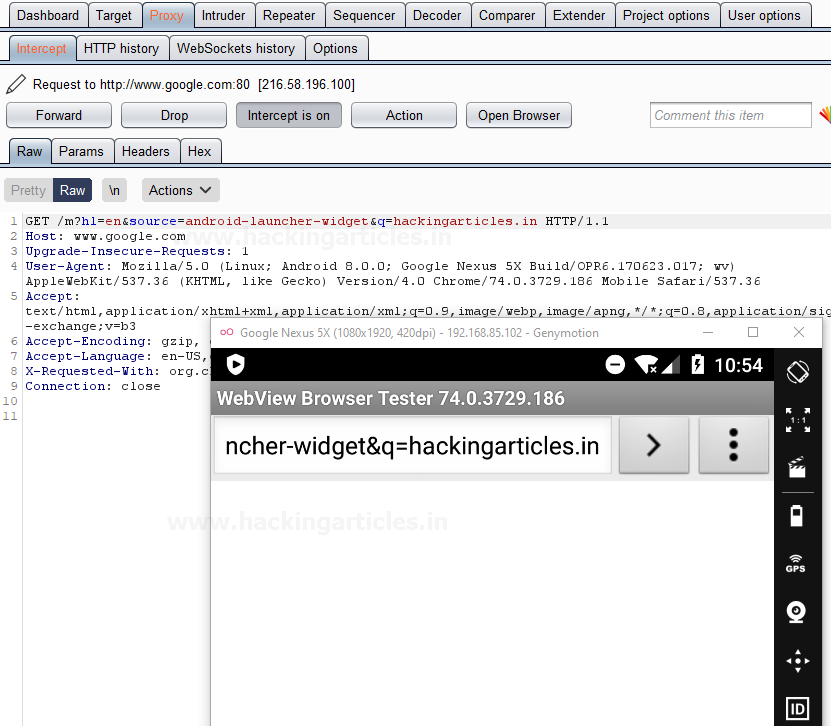 Dashboard Target Proxy Intruder Repeater Sequencer Decoder Comparer Extender Project options User options
Intercept HTTP history WebSockets history Options
Request to http://www.google.com:80 [216.58.196.100]
Forward Drop Intercept is on Action Open Browser Comment this item
Raw Params Headers Hex
Pretty Raw \n Actions
1 GET /m?hl=en&source=android-launcher-widget&q=hackingarticles.in HTTP/1.1
2 Host: www.google.com
www.hackingarticles.in
3 Upgrade-Insecure-Requests: 1
4 User-Agent: Mozilla/5.0 (Linux; Android 8.0.0; Google Nexus 5X Build/OPR6.170623.017; wv)
AppleWebKit/537.36 (KHTML, like Gecko) Version/4.0 Chrome/74.0.3729.186 Mobile Safari/537.36
5 Accept:
text/html,application/xhtml+xml,application/xml;q=0.9,image/webp,image/apng,*/*;q=0.8,application/sig
-exchange;v=b3
6 Accept-Encoding: gzip,
7 Accept-Language: en-US,
8 X-Requested-With: org.c
9 Connection: close
10
11
Google Nexus 5X (1080x1920, 420dpi) - 192.168.85.102 - Genymotion
10:54
WebView Browser Tester 74.0.3729.186
ncher-widget&q=hackingarticles.in
1:1
www.hackingarticles.in
GPS
ID